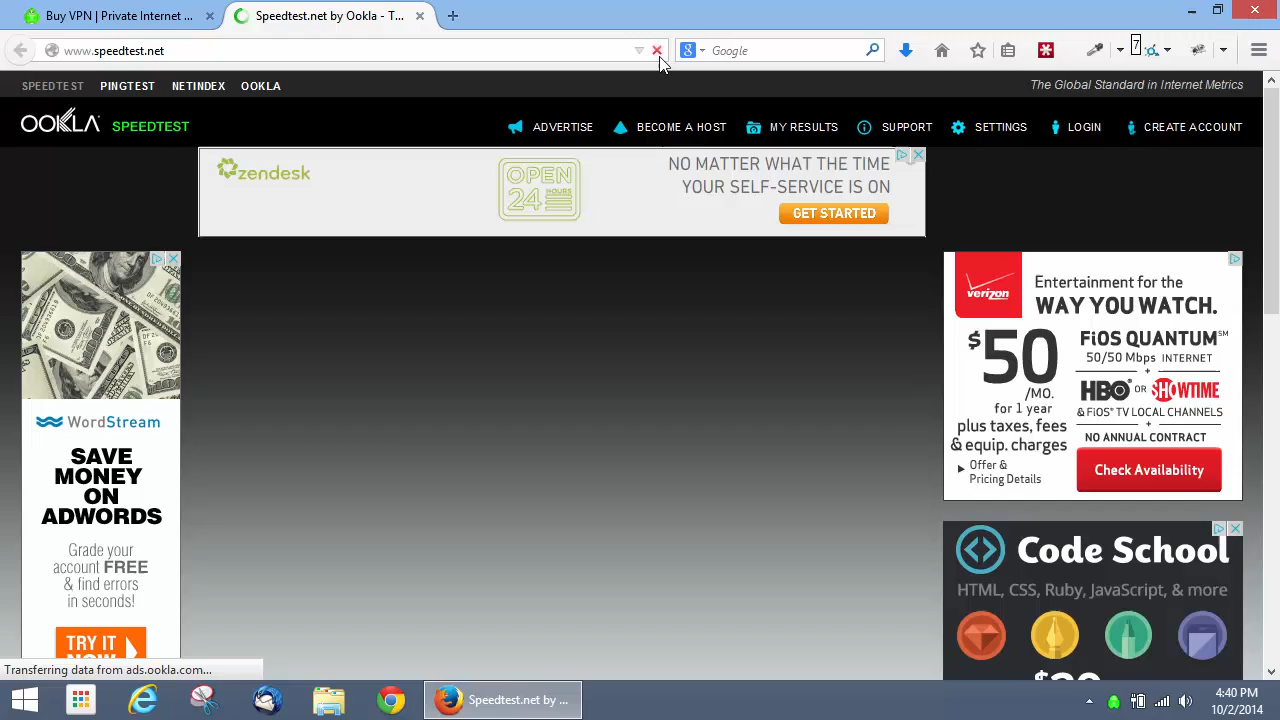 Buy VPN | Private Internet ...
Speedtest.net by Ookla - T...
www.speedtest.net
Google
7
SPEEDTEST PINGTEST NETINDEX OOKLA
The Global Standard in Internet Metrics
OOKLA SPEEDTEST
ADVERTISE BECOME A HOST MY RESULTS SUPPORT SETTINGS LOGIN CREATE ACCOUNT
zendesk
OPEN
24 HOURS
NO MATTER WHAT THE TIME
YOUR SELF-SERVICE IS ON
GET STARTED
WordStream
SAVE
MONEY
ON
ADWORDS
Grade your
account FREE
& find errors
in seconds!
TRY IT
NOW
verizon
Entertainment for the
WAY YOU WATCH.
$50
/MO.
for 1 year
plus taxes, fees
& equip. charges
Offer &
Pricing Details
FiOS QUANTUM℠
50/50 Mbps INTERNET
+
HBO® OR SHOWTIME
& FiOS® TV LOCAL CHANNELS
+
NO ANNUAL CONTRACT
Check Availability
Code School
HTML, CSS, Ruby, JavaScript, & more
Transferring data from ads.ookla.com...
Speedtest.net by ...
4:40 PM
10/2/2014